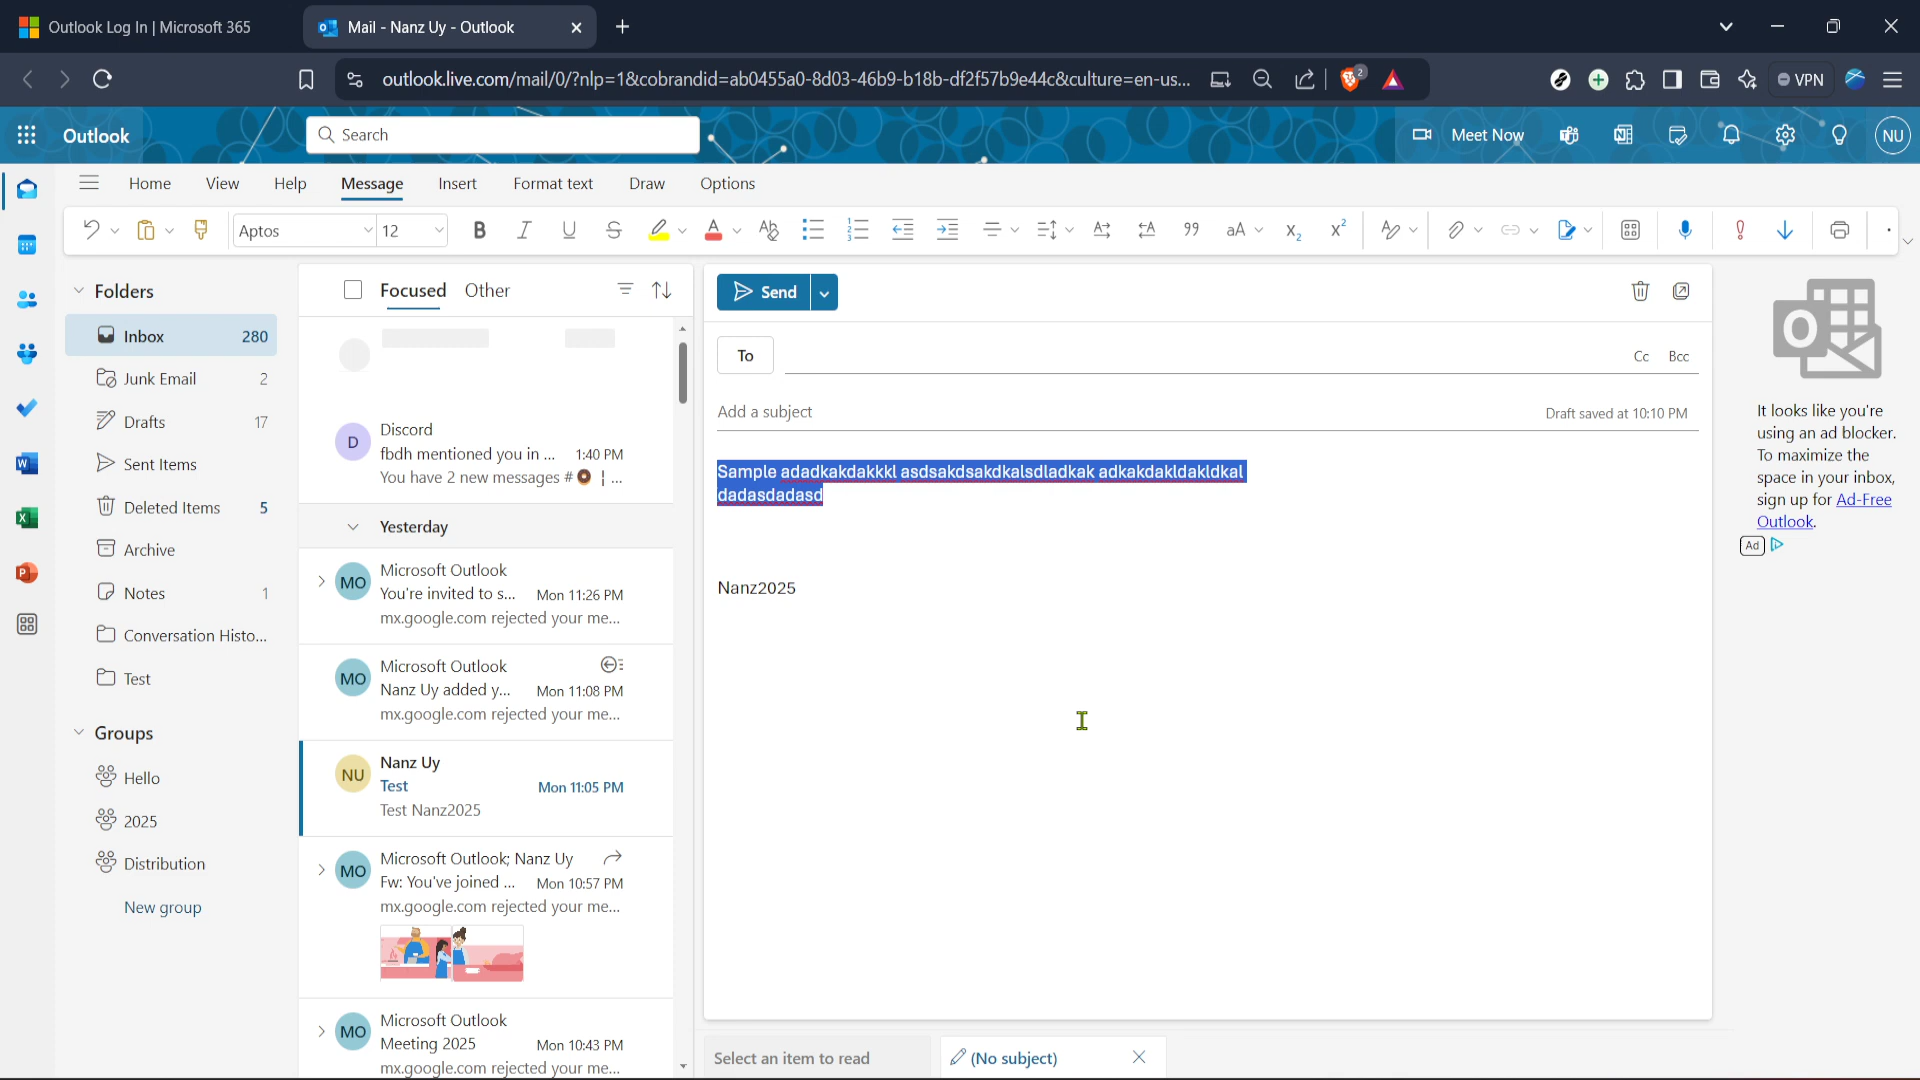 Outlook Log In | Microsoft 365
Mail - Nanz Uy - Outlook
outlook.live.com/mail/0/?nlp=1&cobrandid=ab0455a0-8d03-46b9-b18b-df2f57b9e44c&culture=en-us...
2
VPN
Outlook
Search
Meet Now
NU
Home
View
Help
Message
Insert
Format text
Draw
Options
Aptos
12
Folders
Inbox 280
Junk Email 2
Drafts 17
Sent Items
Deleted Items 5
Archive
Notes 1
Conversation Histo...
Test
Groups
Hello
2025
Distribution
New group
Focused Other
D
Discord
fbdh mentioned you in ... 1:40 PM
You have 2 new messages # | ...
Yesterday
MO
Microsoft Outlook
You're invited to s... Mon 11:26 PM
mx.google.com rejected your me...
MO
Microsoft Outlook
Nanz Uy added y... Mon 11:08 PM
mx.google.com rejected your me...
NU
Nanz Uy
Test Mon 11:05 PM
Test Nanz2025
MO
Microsoft Outlook; Nanz Uy
Fw: You've joined ... Mon 10:57 PM
mx.google.com rejected your me...
MO
Microsoft Outlook
Meeting 2025 Mon 10:43 PM
mx.google.com rejected your me...
Send
To
Cc Bcc
Add a subject
Draft saved at 10:10 PM
Sample adadkakdakkkl asdsakdsakdkalsdladkak adkakdakldakldkal
dadasdadasd
Nanz2025
Select an item to read
(No subject)
It looks like you're
using an ad blocker.
To maximize the
space in your inbox,
sign up for Ad-Free
Outlook.
Ad